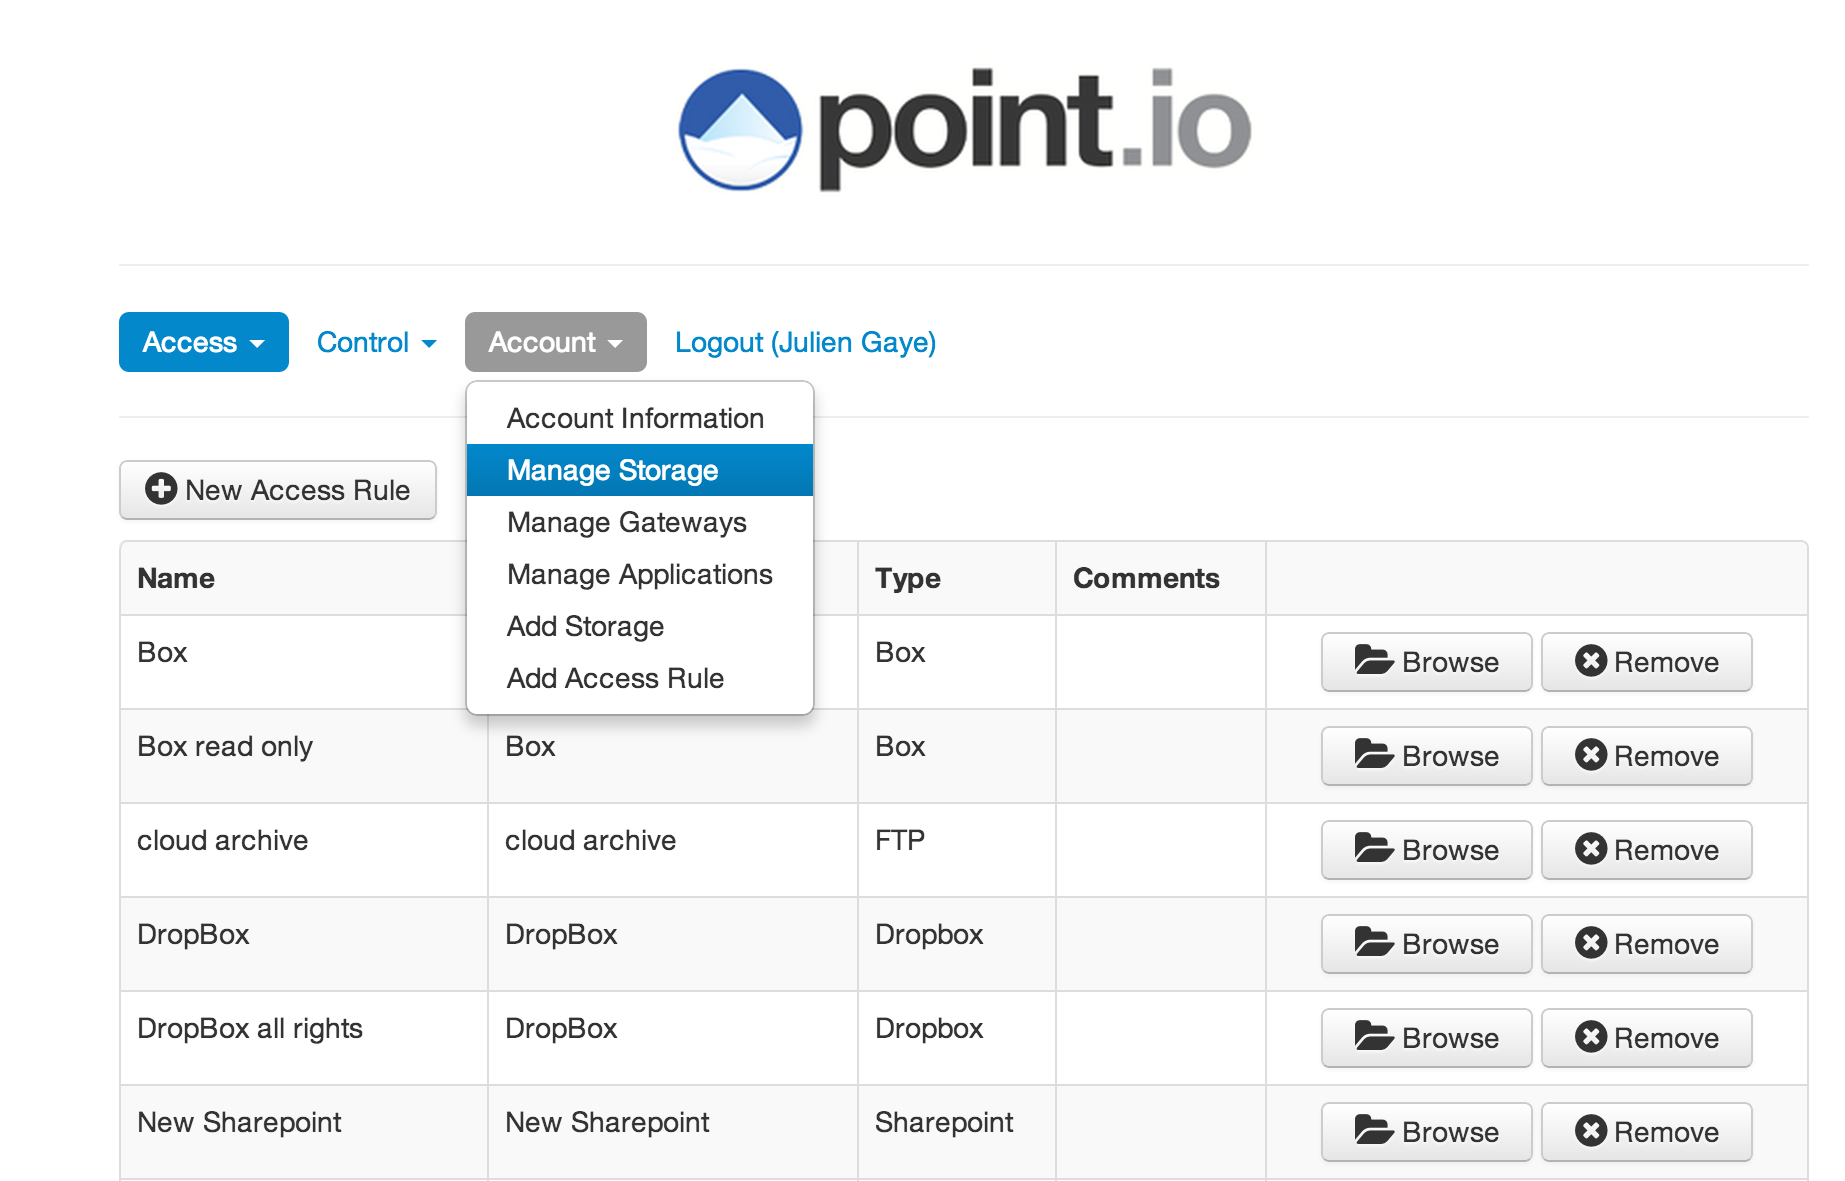 point.io
Access Control Account Logout (Julien Gaye)
Account Information
Manage Storage
Manage Gateways
Manage Applications
Add Storage
Add Access Rule
New Access Rule
Name Type Comments
Box Box Browse Remove
Box read only Box Box Browse Remove
cloud archive cloud archive FTP Browse Remove
DropBox DropBox Dropbox Browse Remove
DropBox all rights DropBox Dropbox Browse Remove
New Sharepoint New Sharepoint Sharepoint Browse Remove